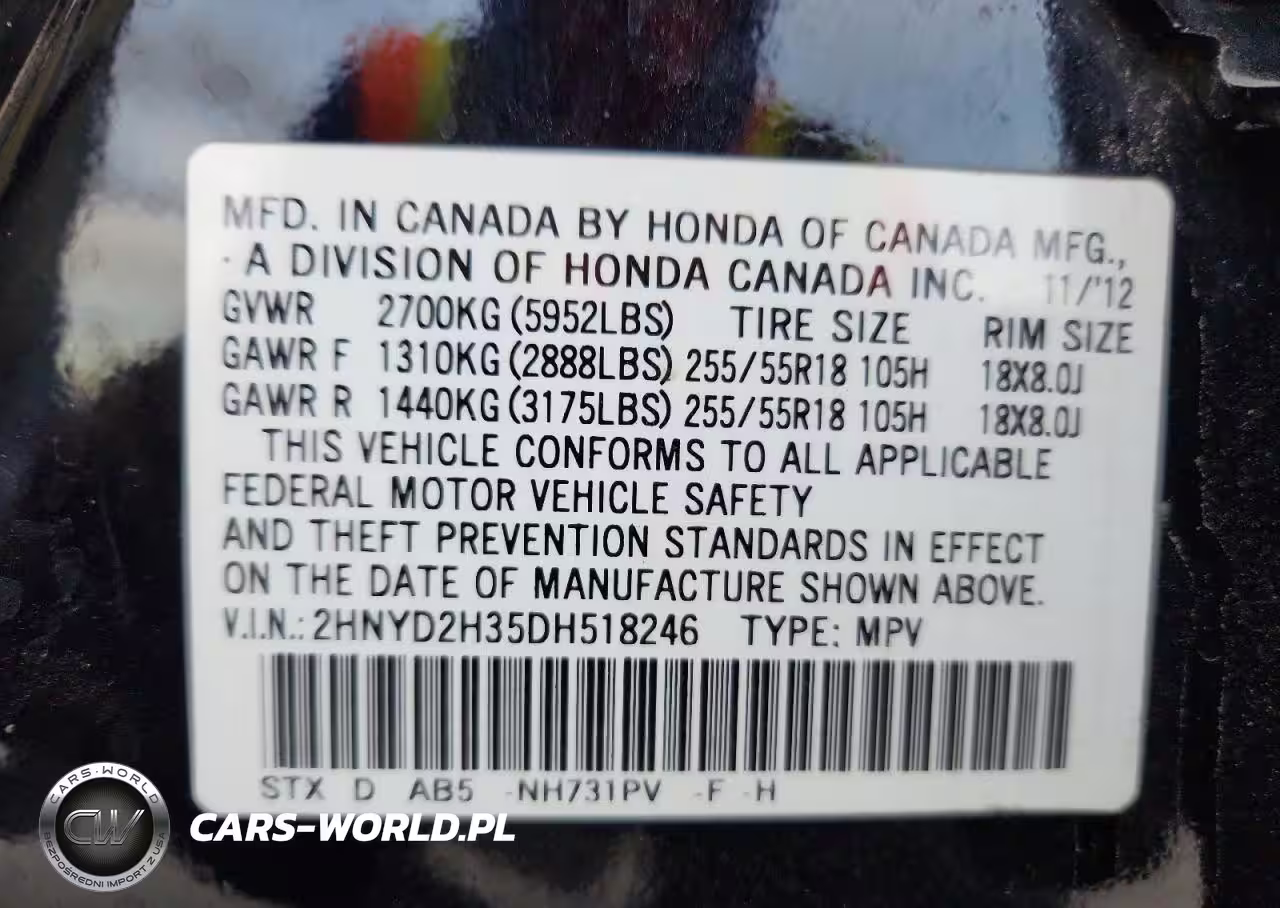 MFD. IN CANADA BY HONDA OF CANADA MFG.,
A DIVISION OF HONDA CANADA INC. 11/'12
GVWR 2700KG (5952LBS) TIRE SIZE RIM SIZE
GAWR F 1310KG (2888LBS) 255/55R18 105H 18X8.0J
GAWR R 1440KG (3175LBS) 255/55R18 105H 18X8.0J
THIS VEHICLE CONFORMS TO ALL APPLICABLE
FEDERAL MOTOR VEHICLE SAFETY
AND THEFT PREVENTION STANDARDS IN EFFECT
ON THE DATE OF MANUFACTURE SHOWN ABOVE.
V.I.N.: 2HNYD2H35DH518246 TYPE: MPV
STX D AB5 -NH731PV -F -H
CARS-WORLD
CW
BEZPOŚREDNI IMPORT Z USA
CARS-WORLD.PL